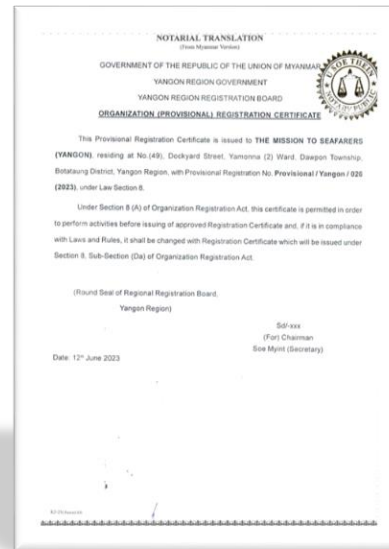 NOTARIAL TRANSLATION
(From Myanmar Version)
GOVERNMENT OF THE REPUBLIC OF THE UNION OF MYANMAR
YANGON REGION GOVERNMENT
YANGON REGION REGISTRATION BOARD
ORGANIZATION (PROVISIONAL) REGISTRATION CERTIFICATE
U SOE THEIN
NOTARY PUBLIC
This Provisional Registration Certificate is issued to THE MISSION TO SEAFARERS
(YANGON), residing at No.(49), Dockyard Street, Yamonna (2) Ward, Dawpon Township,
Botataung District, Yangon Region, with Provisional Registration No. Provisional / Yangon / 026
(2023), under Law Section 8.
Under Section 8 (A) of Organization Registration Act, this certificate is permitted in order
to perform activities before issuing of approved Registration Certificate and, if it is in compliance
with Laws and Rules, it shall be changed with Registration Certificate which will be issued under
Section 9, Sub-Section (Da) of Organization Registration Act.
(Round Seal of Regional Registration Board,
Yangon Region)
Sd/-xxx
(For) Chairman
Soe Myint (Secretary)
Date: 12th June 2023